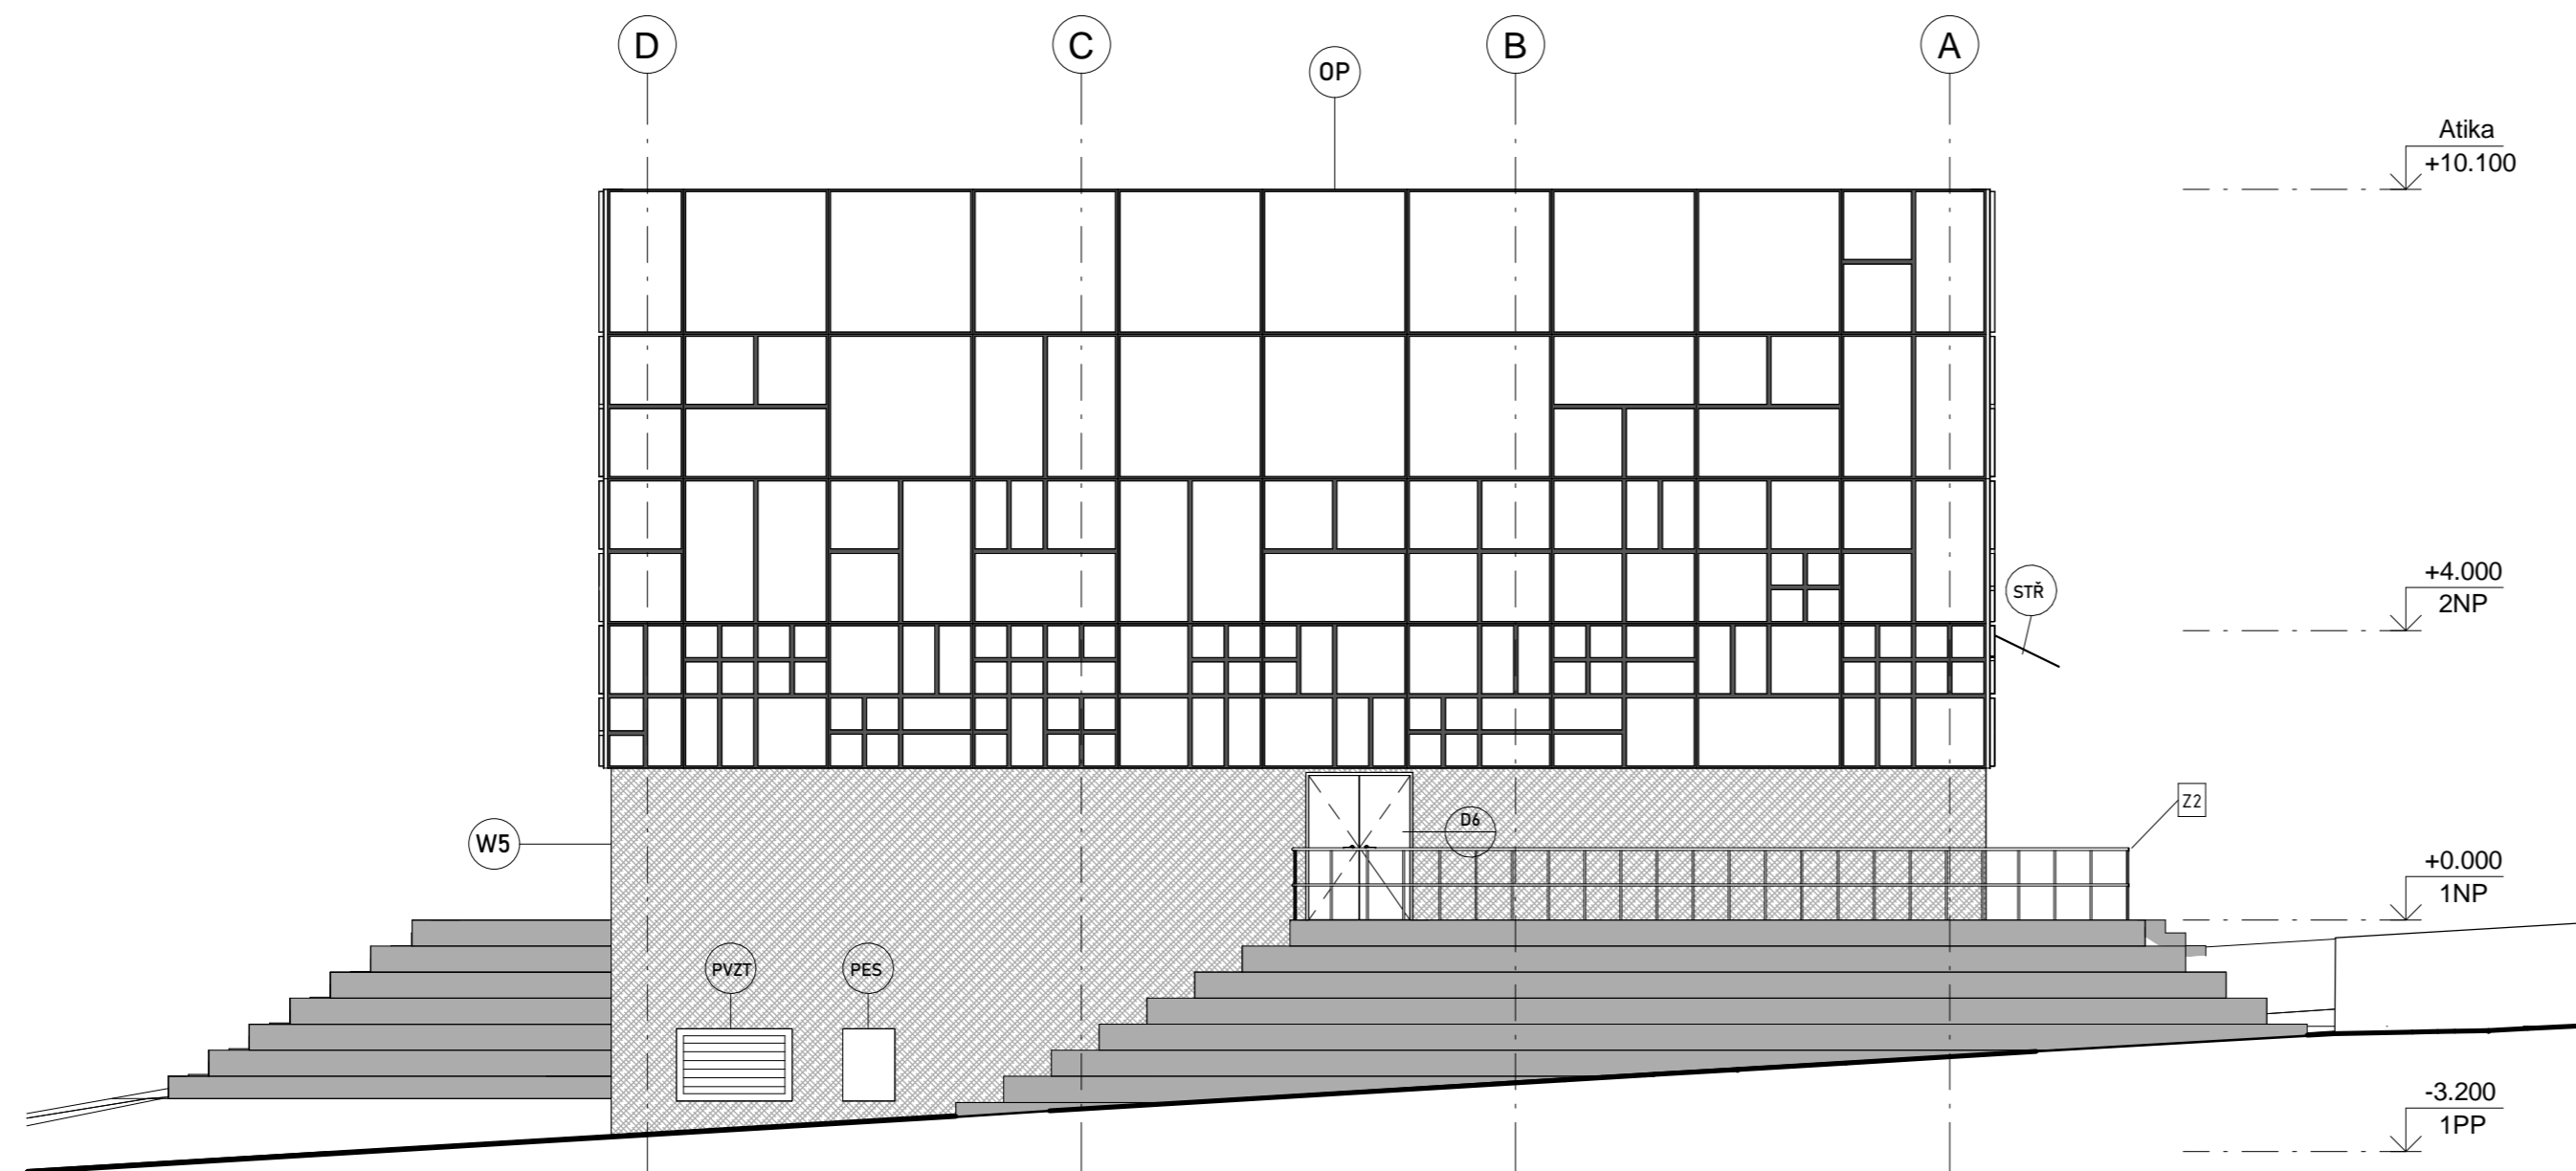 D
C
B
A
OP
Atika
+10.100
+4.000
2NP
STŘ
Z2
D6
W5
+0.000
1NP
PVZT
PES
-3.200
1PP